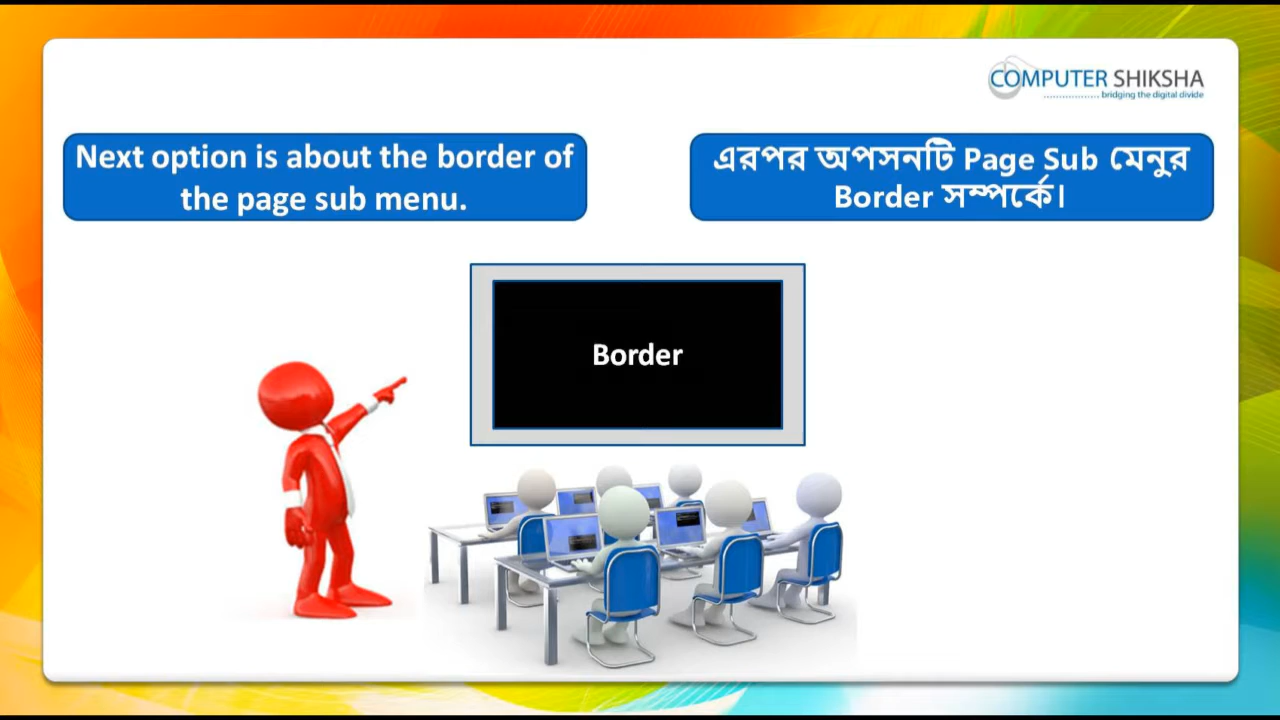 COMPUTER SHIKSHA
bridging the digital divide
Next option is about the border of
the page sub menu.
এরপর অপসনটি Page Sub মেনুর
Border সম্পর্কে।
Border